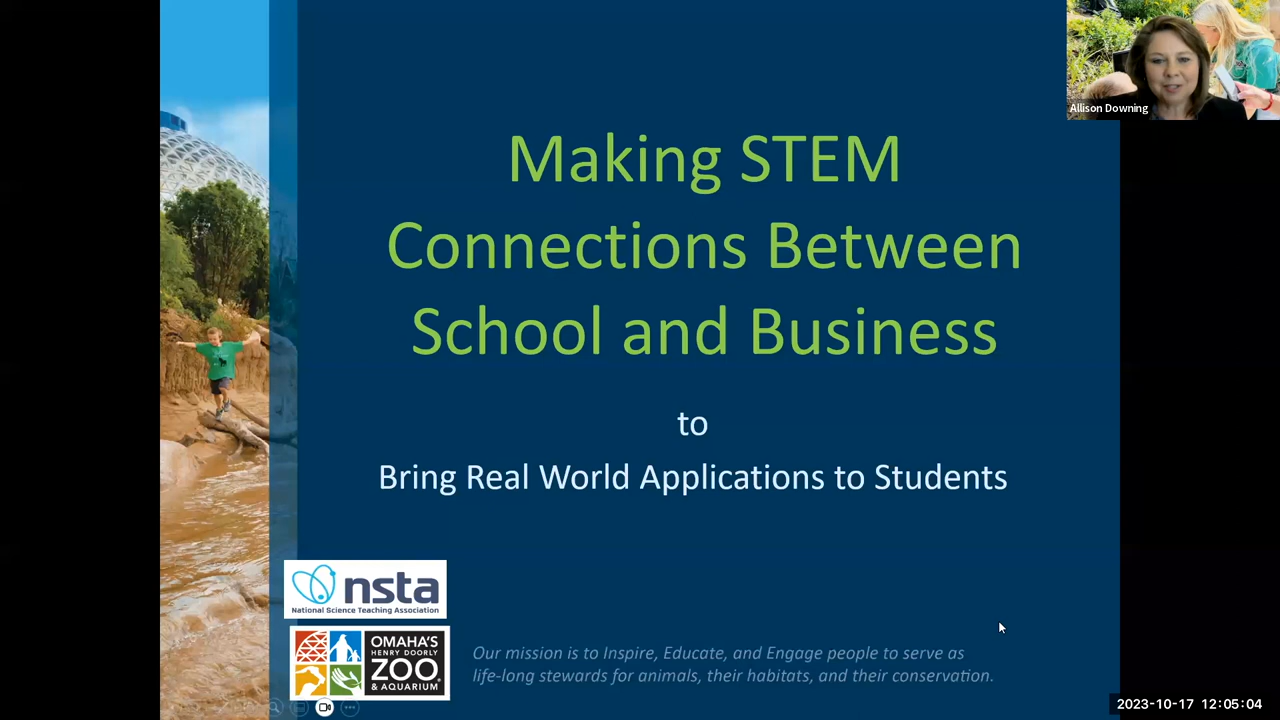 Allison Downing
Making STEM
Connections Between
School and Business
to
Bring Real World Applications to Students
nsta
National Science Teaching Association
OMAHA'S
HENRY DOORLY
ZOO
& AQUARIUM
Our mission is to Inspire, Educate, and Engage people to serve as
life-long stewards for animals, their habitats, and their conservation.
2023-10-17 12:05:04